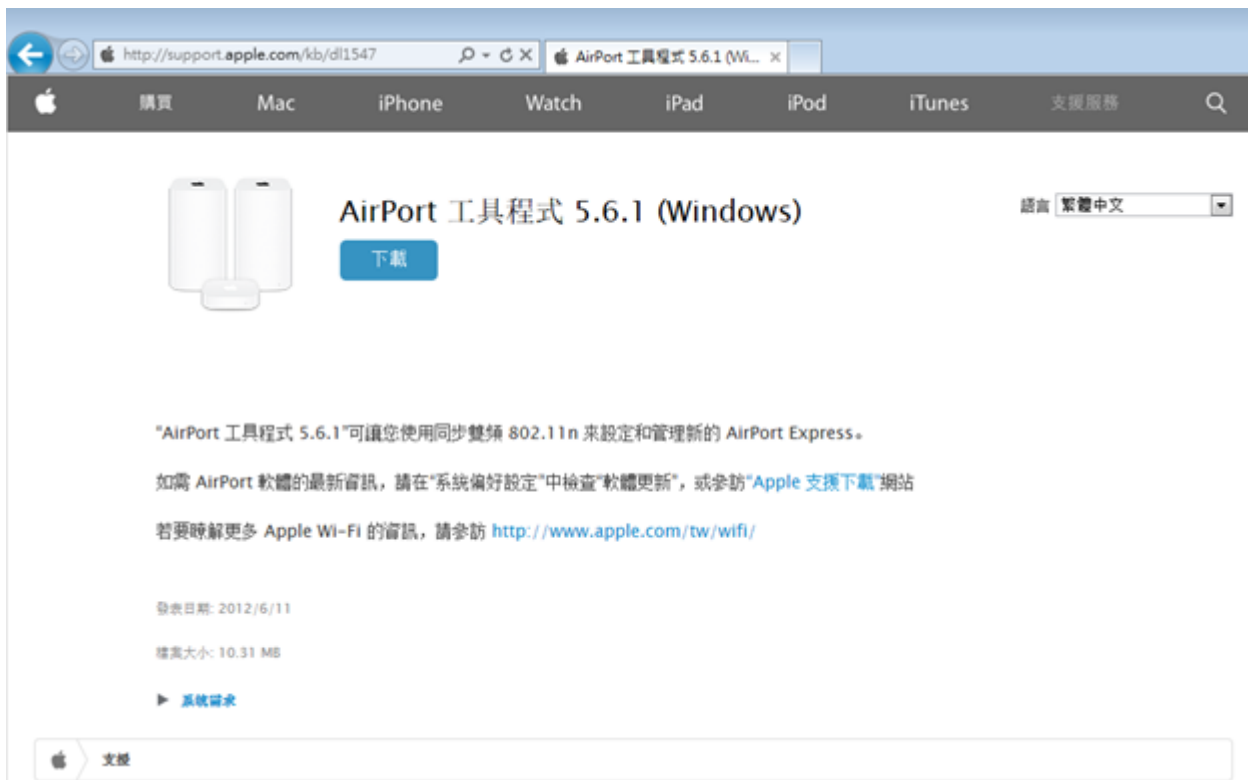 http://support.apple.com/kb/dl1547
AirPort 工具程式 5.6.1 (Wi...
購買 Mac iPhone Watch iPad iPod iTunes 支援服務
AirPort 工具程式 5.6.1 (Windows)
語言 繁體中文
下載
"AirPort 工具程式 5.6.1"可讓您使用同步雙頻 802.11n 來設定和管理新的 AirPort Express。
如需 AirPort 軟體的最新資訊，請在"系統偏好設定"中檢查"軟體更新"，或參訪"Apple 支援下載"網站
若要瞭解更多 Apple Wi-Fi 的資訊，請參訪 http://www.apple.com/tw/wifi/
發表日期: 2012/6/11
檔案大小: 10.31 MB
系統需求
支援